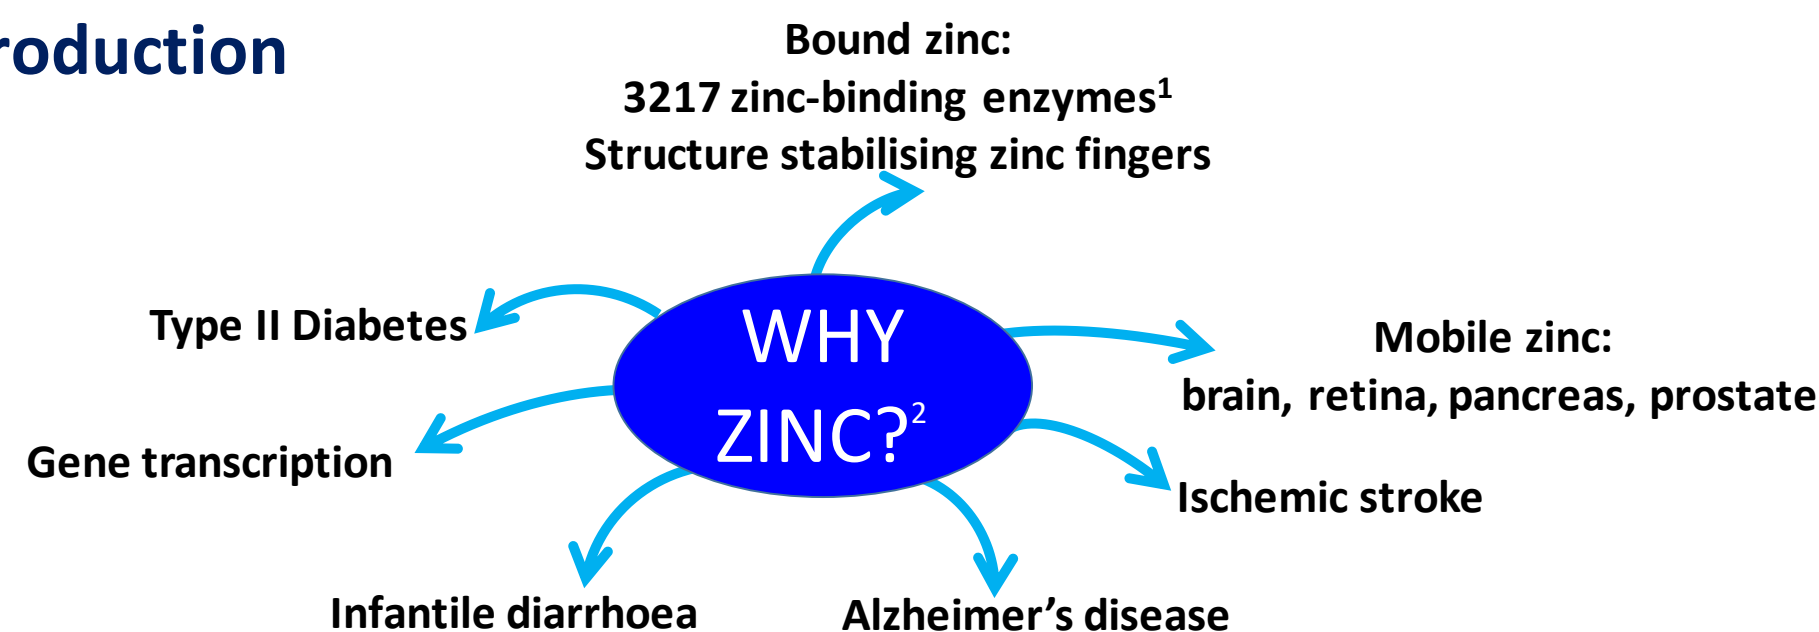 roduction
Bound zinc:
3217 zinc-binding enzymes¹
Structure stabilising zinc fingers
Type II Diabetes
WHY
ZINC?²
Mobile zinc:
brain, retina, pancreas, prostate
Gene transcription
Ischemic stroke
Infantile diarrhoea
Alzheimer’s disease